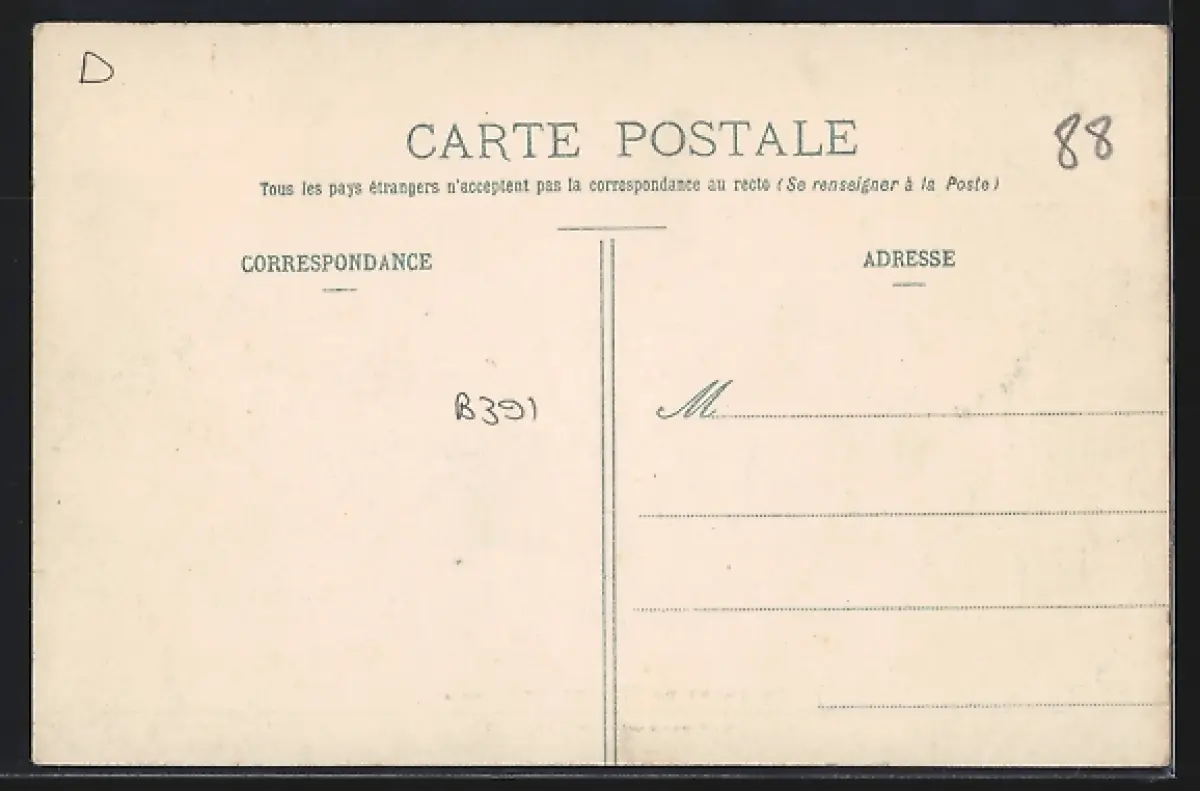 D
CARTE POSTALE
88
Tous les pays étrangers n'acceptent pas la correspondance au recto (Se renseigner à la Poste)
CORRESPONDANCE
ADRESSE
B391
M